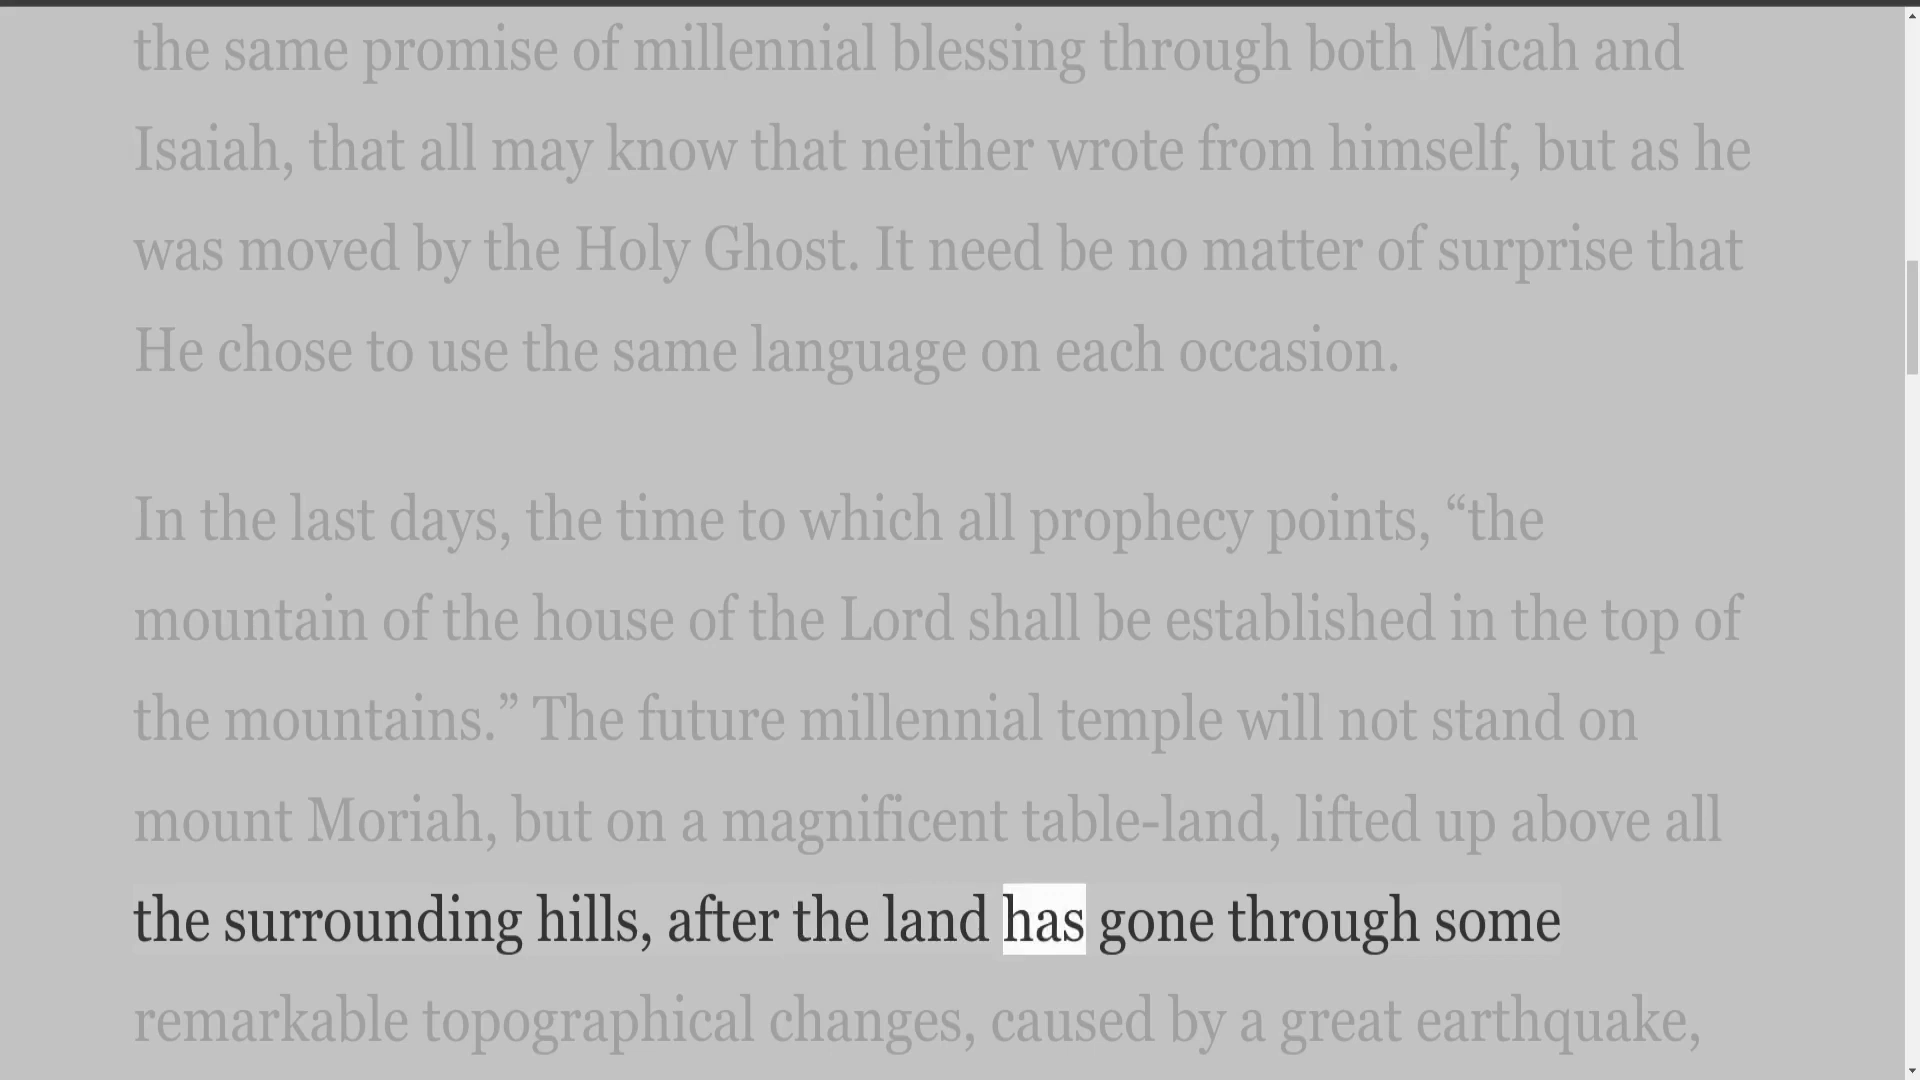 the same promise of millennial blessing through both Micah and
Isaiah, that all may know that neither wrote from himself, but as he
was moved by the Holy Ghost. It need be no matter of surprise that
He chose to use the same language on each occasion.
In the last days, the time to which all prophecy points, “the
mountain of the house of the Lord shall be established in the top of
the mountains.” The future millennial temple will not stand on
mount Moriah, but on a magnificent table-land, lifted up above all
the surrounding hills, after the land has gone through some
remarkable topographical changes, caused by a great earthquake,